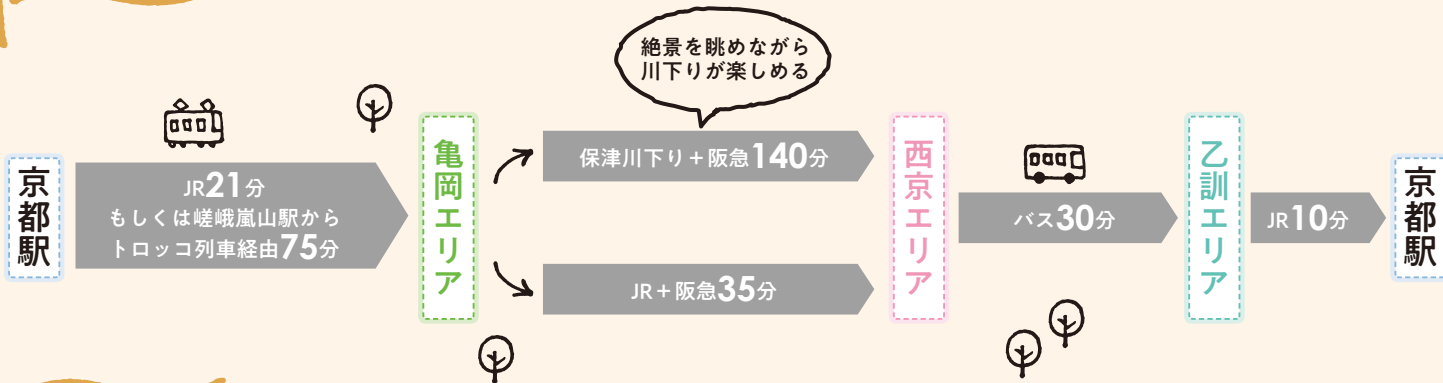 京都駅
JR21分
もしくは嵯峨嵐山駅から
トロッコ列車経由75分
亀岡エリア
絶景を眺めながら
川下りが楽しめる
保津川下り+阪急140分
JR+阪急35分
西京エリア
バス30分
乙訓エリア
JR10分
京都駅